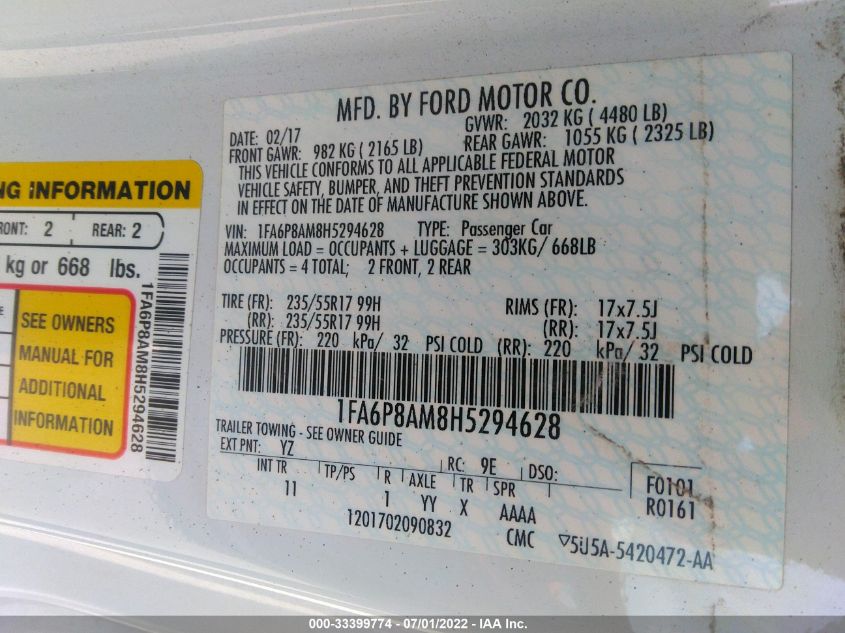 NG INFORMATION
RONT: 2 REAR: 2
kg or 668 lbs.
SEE OWNERS
MANUAL FOR
ADDITIONAL
INFORMATION
1FA6P8AM8H5294628
MFD. BY FORD MOTOR CO.
DATE: 02/17 GVWR: 2032 KG ( 4480 LB)
FRONT GAWR: 982 KG ( 2165 LB) REAR GAWR: 1055 KG ( 2325 LB)
THIS VEHICLE CONFORMS TO ALL APPLICABLE FEDERAL MOTOR
VEHICLE SAFETY, BUMPER, AND THEFT PREVENTION STANDARDS
IN EFFECT ON THE DATE OF MANUFACTURE SHOWN ABOVE.
VIN: 1FA6P8AM8H5294628 TYPE: Passenger Car
MAXIMUM LOAD = OCCUPANTS + LUGGAGE = 303KG/ 668LB
OCCUPANTS = 4 TOTAL; 2 FRONT, 2 REAR
TIRE (FR): 235/55R17 99H RIMS (FR): 17x7.5J
(RR): 235/55R17 99H (RR): 17x7.5J
PRESSURE (FR): 220 kPa/ 32 PSI COLD (RR): 220 kPa/ 32 PSI COLD
1FA6P8AM8H5294628
TRAILER TOWING - SEE OWNER GUIDE
EXT PNT: YZ RC: 9E DSO: F0101
INT TR TP/PS R AXLE TR SPR R0161
11 1 YY X AAAA
1201702090832 CMC ▽5U5A-5420472-AA
000-33399774 - 07/01/2022 - IAA Inc.